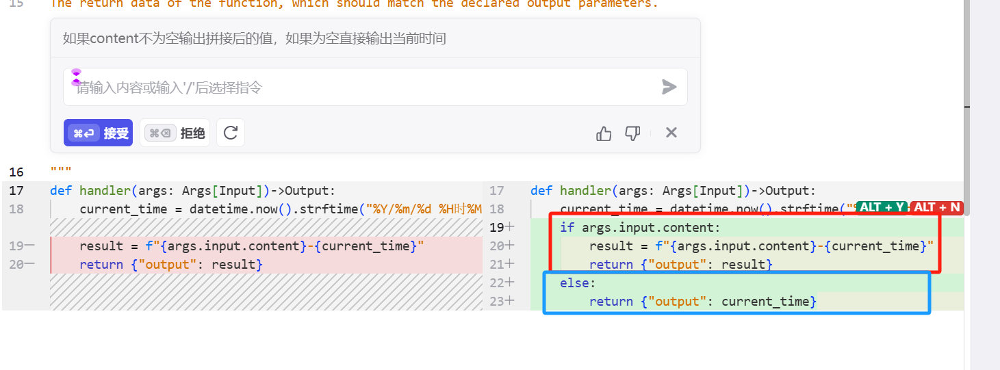 15 The return data of the function, which should match the declared output parameters.
如果content不为空输出拼接后的值，如果为空直接输出当前时间
请输入内容或输入'/'后选择指令
⌘⏎ 接受 ⌘⌫ 拒绝
16 """
17 def handler(args: Args[Input])->Output:
18 current_time = datetime.now().strftime("%Y/%m/%d %H时%M
19— result = f"{args.input.content}-{current_time}"
20— return {"output": result}
17 def handler(args: Args[Input])->Output:
18 current_time = datetime.now().strftime("%
ALT + Y ALT + N
19+ if args.input.content:
20+ result = f"{args.input.content}-{current_time}"
21+ return {"output": result}
22+ else:
23+ return {"output": current_time}